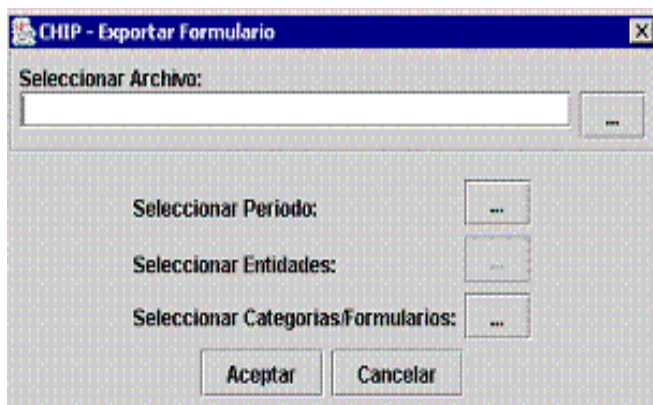 CHIP - Exportar Formulario
Seleccionar Archivo:
...
Seleccionar Periodo: ...
Seleccionar Entidades: ...
Seleccionar Categorias/Formularios: ...
Aceptar Cancelar